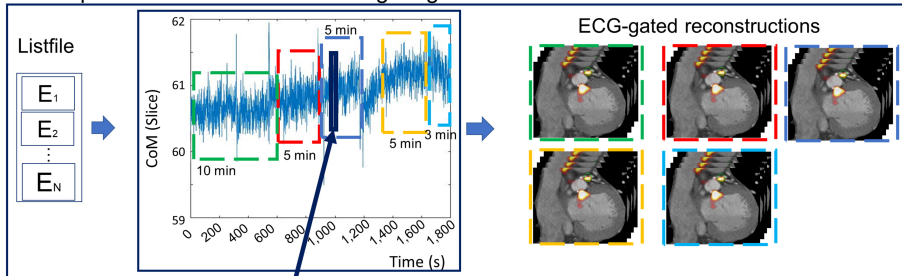 ECG-gated reconstructions
Listfile
E1
E2
⋮
EN
CoM (Slice)
62
61
60
59
5 min
10 min
5 min
5 min
3 min
0
200
400
600
800
1,000
1,200
1,400
1,600
1,800
Time (s)